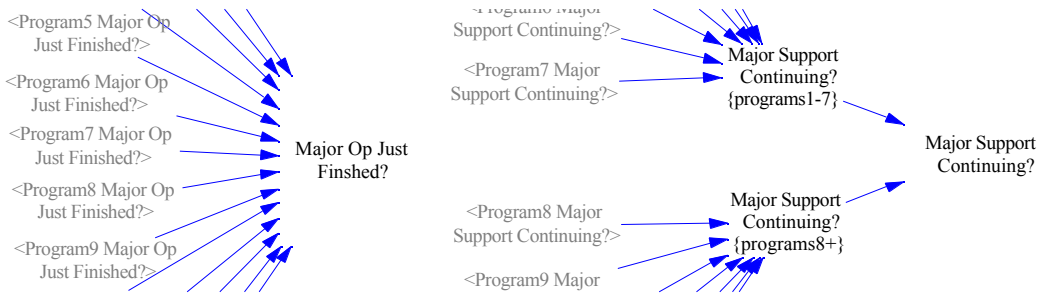 <Program5 Major Op
Just Finished?>
<Program6 Major Op
Just Finished?>
<Program7 Major Op
Just Finished?>
<Program8 Major Op
Just Finished?>
<Program9 Major Op
Just Finished?>
Major Op Just
Finshed?
<Program6 Major
Support Continuing?>
<Program7 Major
Support Continuing?>
Major Support
Continuing?
{programs1-7}
<Program8 Major
Support Continuing?>
<Program9 Major
Major Support
Continuing?
{programs8+}
Major Support
Continuing?